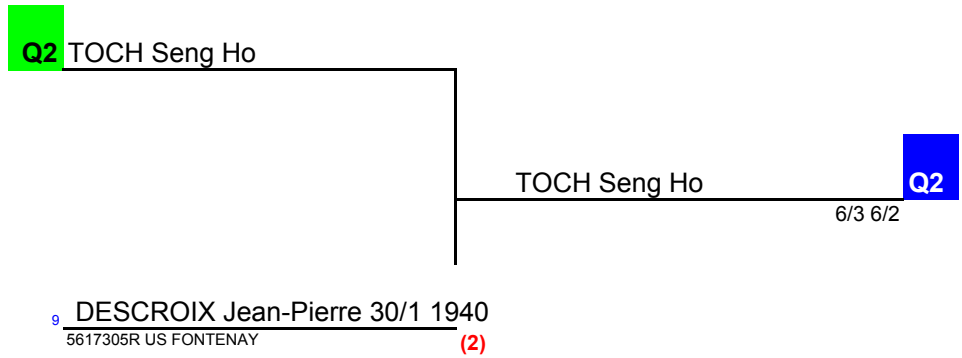 Q2 TOCH Seng Ho
TOCH Seng Ho Q2
6/3 6/2
9 DESCROIX Jean-Pierre 30/1 1940
5617305R US FONTENAY (2)